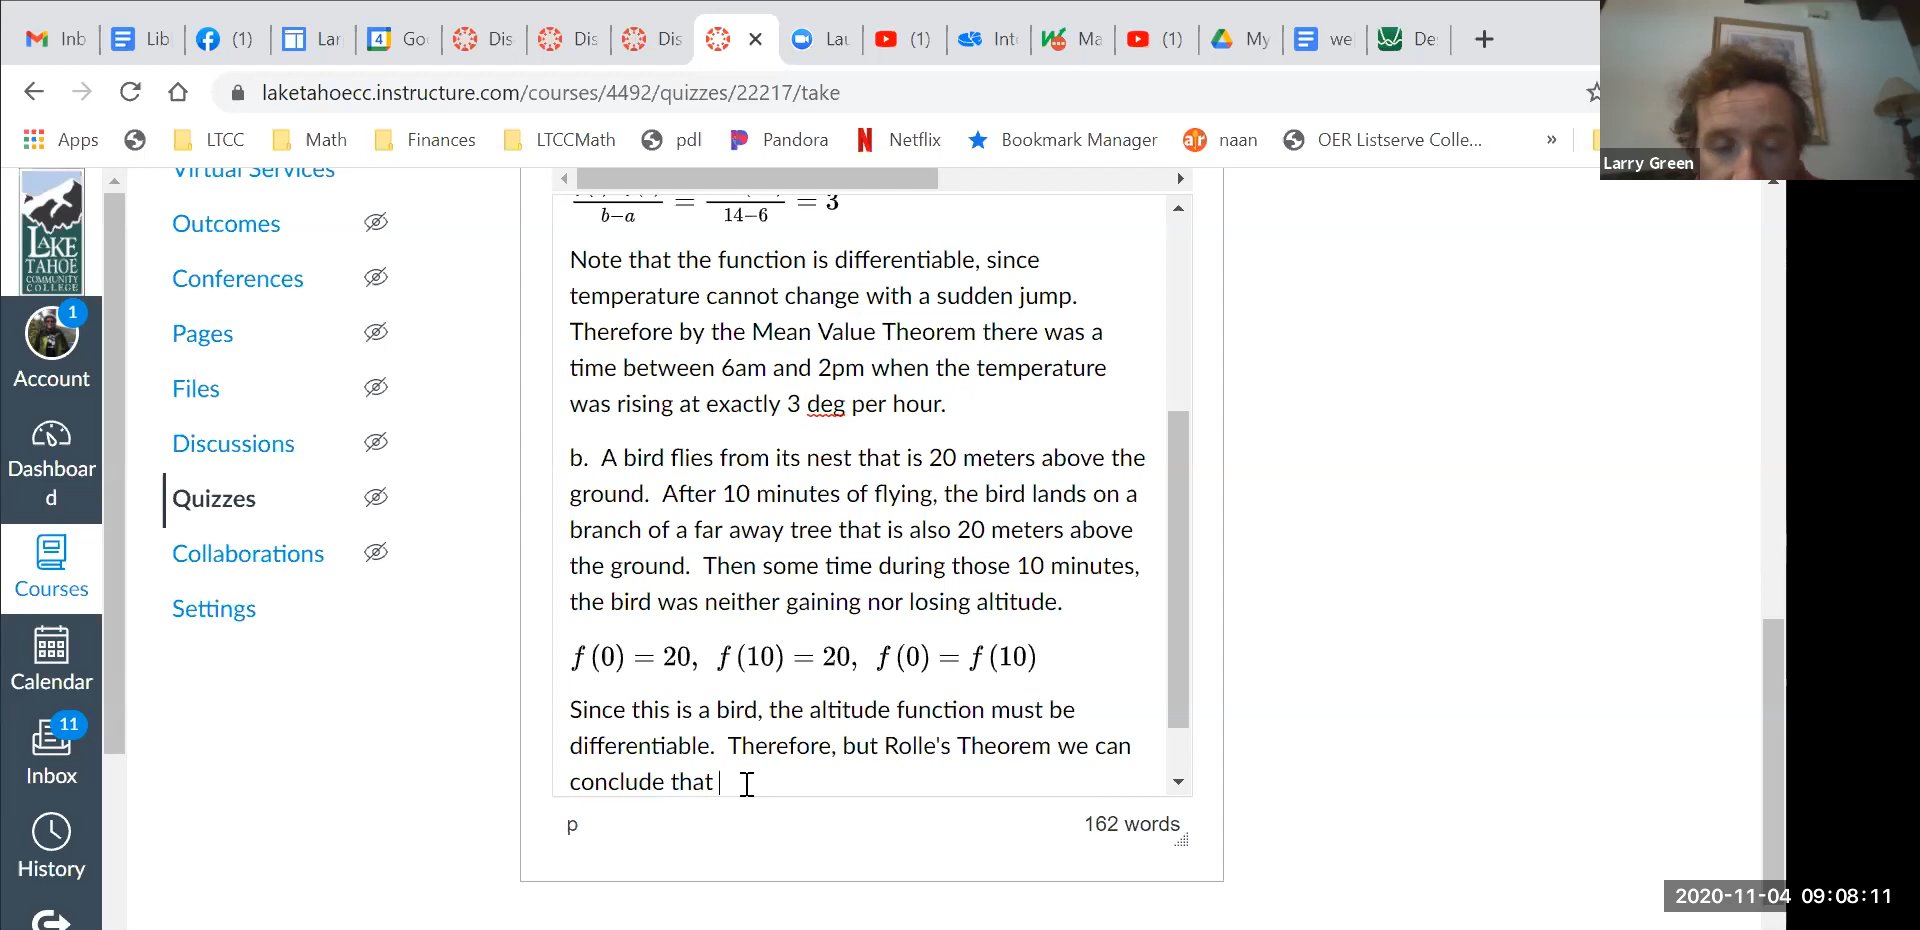 Inb
Lib
(1)
Lar
4
Go
Dis
Dis
Dis
Lau
(1)
Int
Ma
(1)
My
we
De
laketahoecc.instructure.com/courses/4492/quizzes/22217/take
Apps
LTCC
Math
Finances
LTCCMath
pdl
Pandora
Netflix
Bookmark Manager
naan
OER Listserve Colle...
»
Larry Green
LAKE
TAHOE
COMMUNITY
COLLEGE
1
Account
Dashboar
d
Courses
Calendar
11
Inbox
History
Virtual Services
Outcomes
Conferences
Pages
Files
Discussions
Quizzes
Collaborations
Settings
b−a = 14−6 = 3
Note that the function is differentiable, since
temperature cannot change with a sudden jump.
Therefore by the Mean Value Theorem there was a
time between 6am and 2pm when the temperature
was rising at exactly 3 deg per hour.
b. A bird flies from its nest that is 20 meters above the
ground. After 10 minutes of flying, the bird lands on a
branch of a far away tree that is also 20 meters above
the ground. Then some time during those 10 minutes,
the bird was neither gaining nor losing altitude.
f (0) = 20, f (10) = 20, f (0) = f (10)
Since this is a bird, the altitude function must be
differentiable. Therefore, but Rolle's Theorem we can
conclude that
p
162 words
2020-11-04 09:08:11